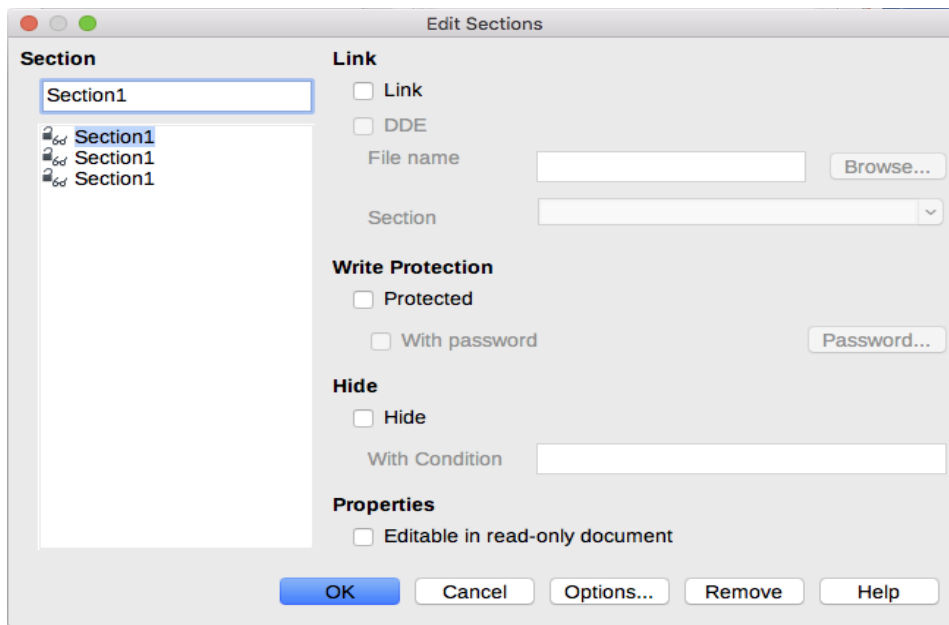 Edit Sections
Section
Section1
Section1
Section1
Section1
Link
Link
DDE
File name
Browse...
Section
Write Protection
Protected
With password
Password...
Hide
Hide
With Condition
Properties
Editable in read-only document
OK
Cancel
Options...
Remove
Help